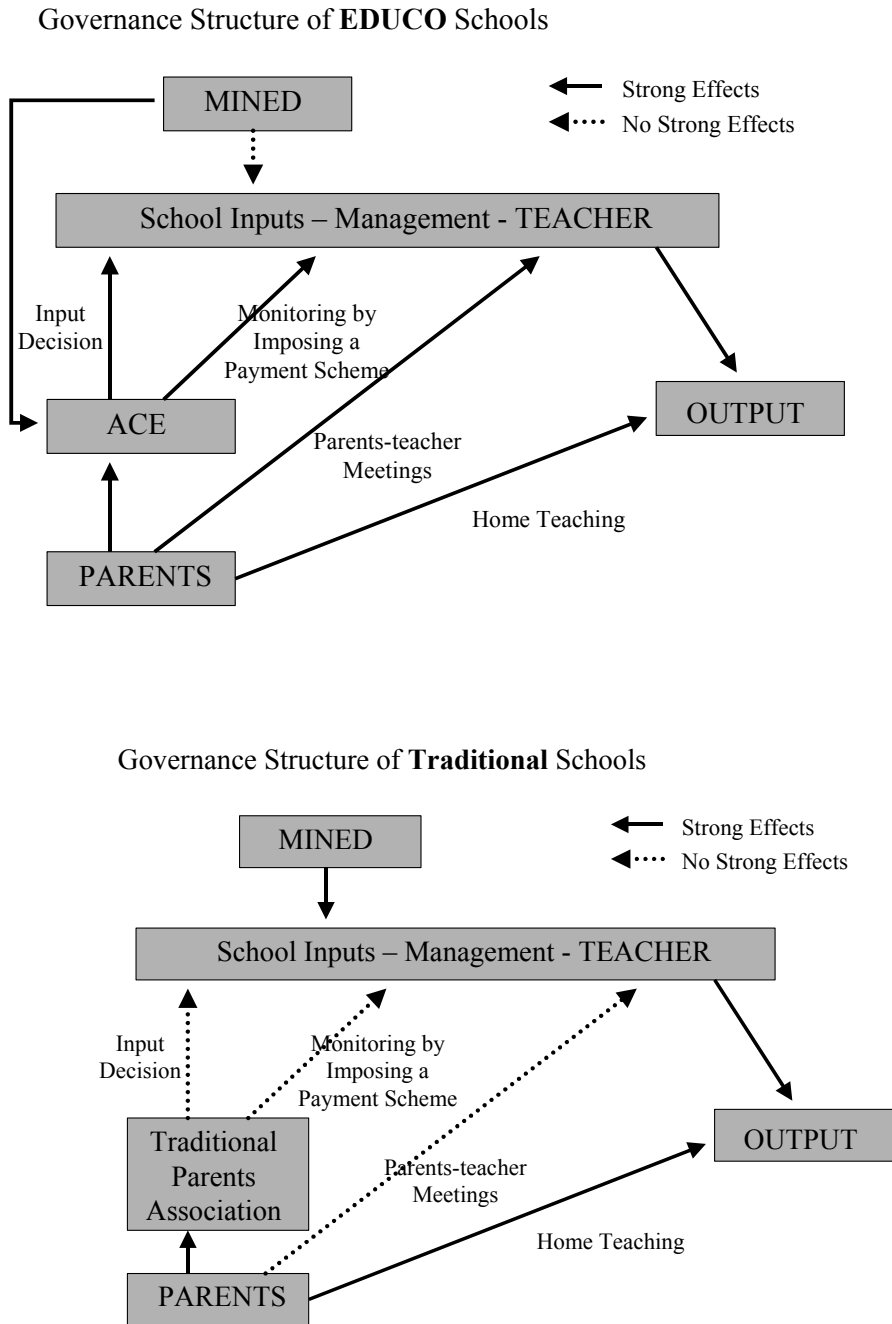 Governance Structure of EDUCO Schools
MINED
Strong Effects
No Strong Effects
School Inputs – Management - TEACHER
Input
Decision
Monitoring by
Imposing a
Payment Scheme
ACE
OUTPUT
Parents-teacher
Meetings
Home Teaching
PARENTS
Governance Structure of Traditional Schools
MINED
Strong Effects
No Strong Effects
School Inputs – Management - TEACHER
Input
Decision
Monitoring by
Imposing a
Payment Scheme
Traditional
Parents
Association
OUTPUT
Parents-teacher
Meetings
Home Teaching
PARENTS